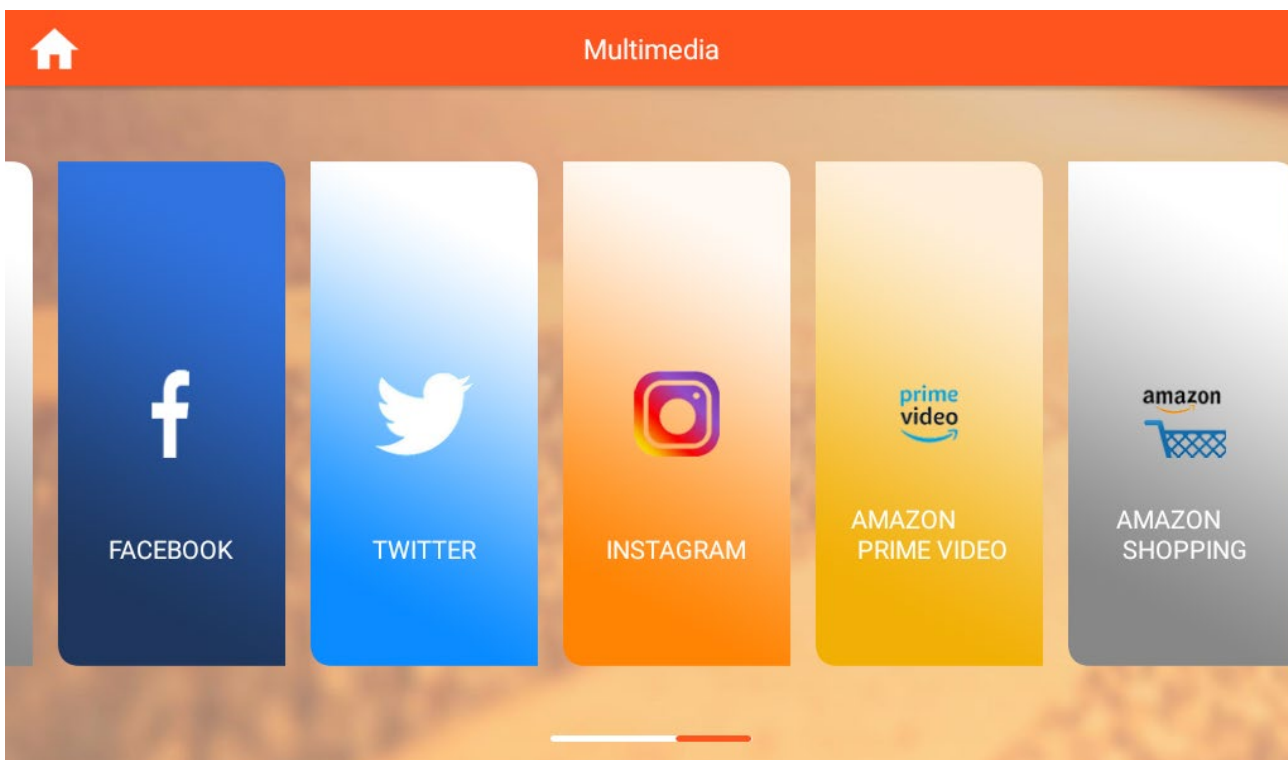 Multimedia
FACEBOOK
TWITTER
INSTAGRAM
prime
video
AMAZON
PRIME VIDEO
amazon
AMAZON
SHOPPING